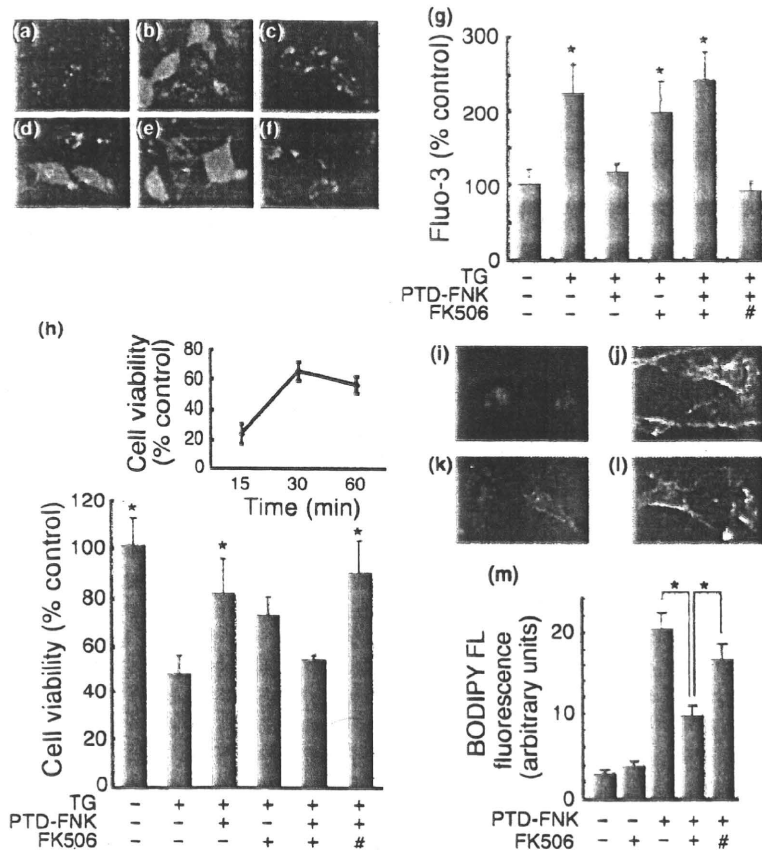 (a)
(b)
(c)
(d)
(e)
(f)
(g)
Fluo-3 (% control)
300
250
200
100
0
* * *
TG - + + + + +
PTD-FNK - - + - + +
FK506 - - - + + #
(h)
Cell viability
(% control)
80
60
40
20
0
15 30 60
Time (min)
Cell viability (% control)
120
100
80
60
40
20
0
* * *
TG - + + + + +
PTD-FNK - - + - + +
FK506 - - - + + #
(i)
(j)
(k)
(l)
(m)
BODIPY FL
fluorescence
(arbitrary units)
20
10
0
* *
PTD-FNK - - + + +
FK506 - + - + #